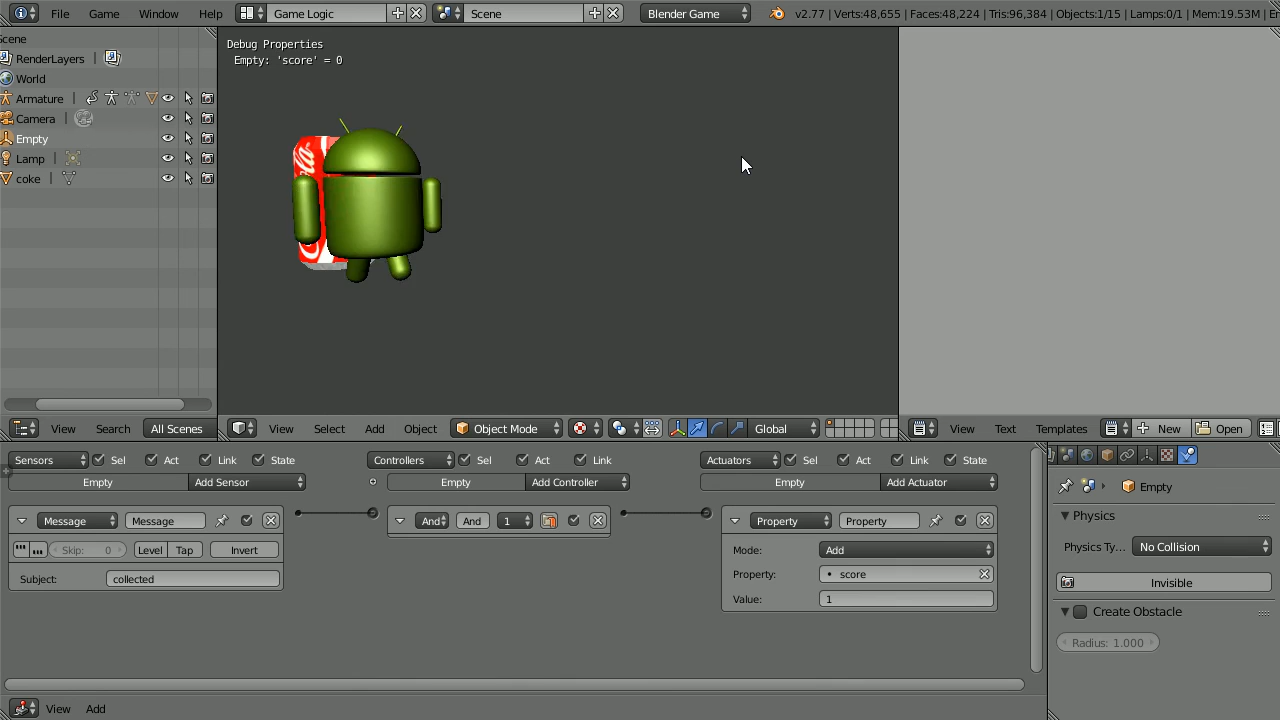 File Game Window Help Game Logic Scene Blender Game v2.77 | Verts:48,655 | Faces:48,224 | Tris:96,384 | Objects:1/15 | Lamps:0/1 | Mem:19.53M | E
Scene
RenderLayers
World
Armature
Camera
Empty
Lamp
coke
Debug Properties
Empty: 'score' = 0
View Search All Scenes
View Select Add Object Object Mode Global
View Text Templates New Open
Sensors Sel Act Link State
Empty Add Sensor
Message Message
Skip: 0 Level Tap Invert
Subject: collected
Controllers Sel Act Link
Empty Add Controller
And And 1
Actuators Sel Act Link State
Empty Add Actuator
Property Property
Mode: Add
Property: • score
Value: 1
Empty
Physics
Physics Ty... No Collision
Invisible
Create Obstacle
Radius: 1.000
View Add